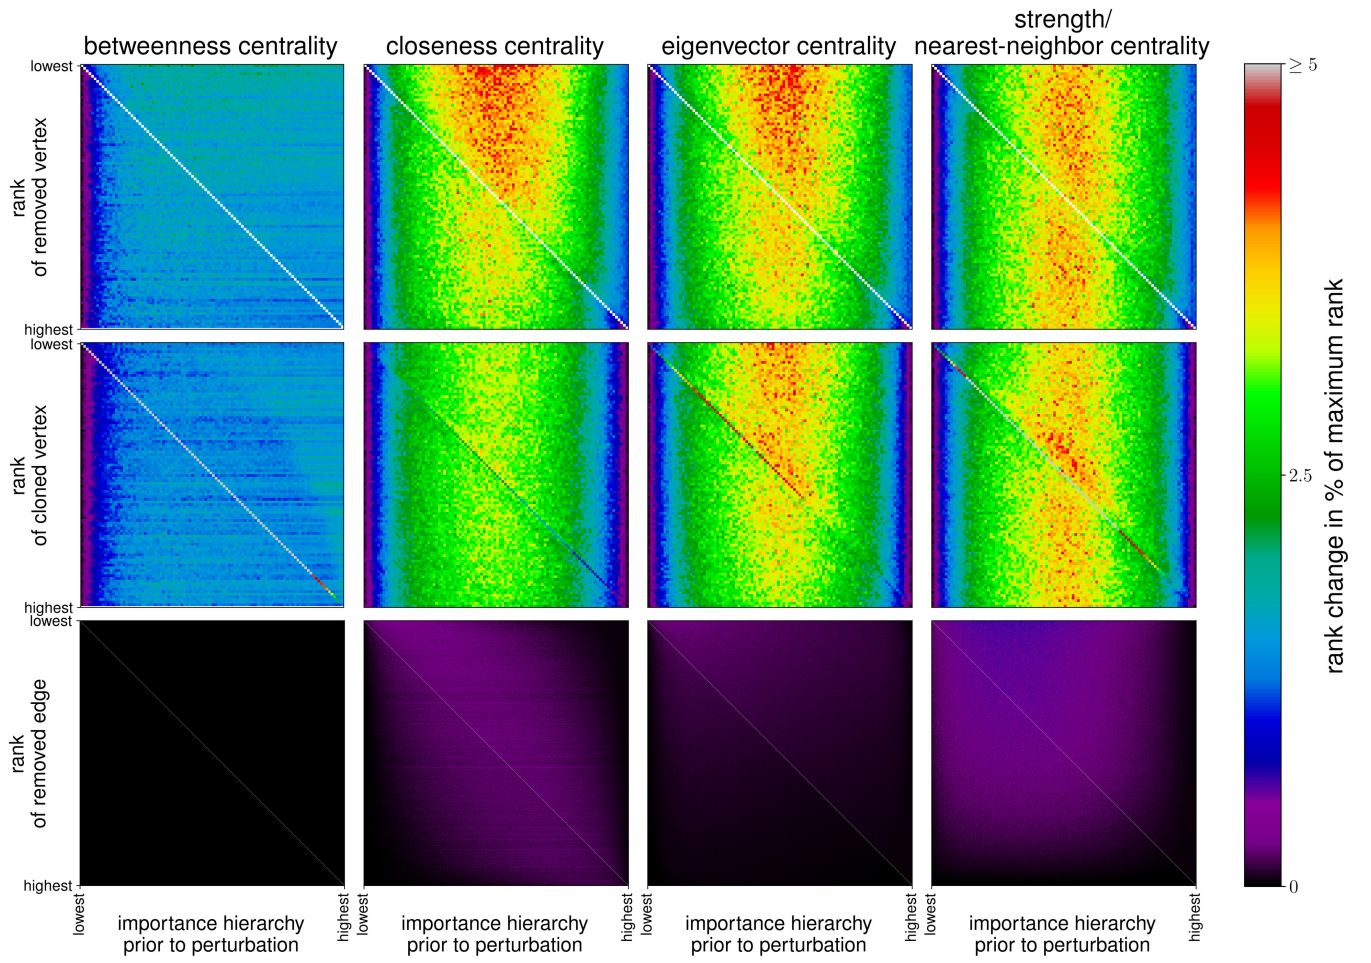 strength/
betweenness centrality
closeness centrality
eigenvector centrality
nearest-neighbor centrality
lowest
rank
of removed vertex
highest
lowest
rank
of cloned vertex
highest
lowest
rank
of removed edge
highest
lowest
importance hierarchy
prior to perturbation
highest
lowest
importance hierarchy
prior to perturbation
highest
lowest
importance hierarchy
prior to perturbation
highest
lowest
importance hierarchy
prior to perturbation
highest
≥ 5
2.5
0
rank change in % of maximum rank